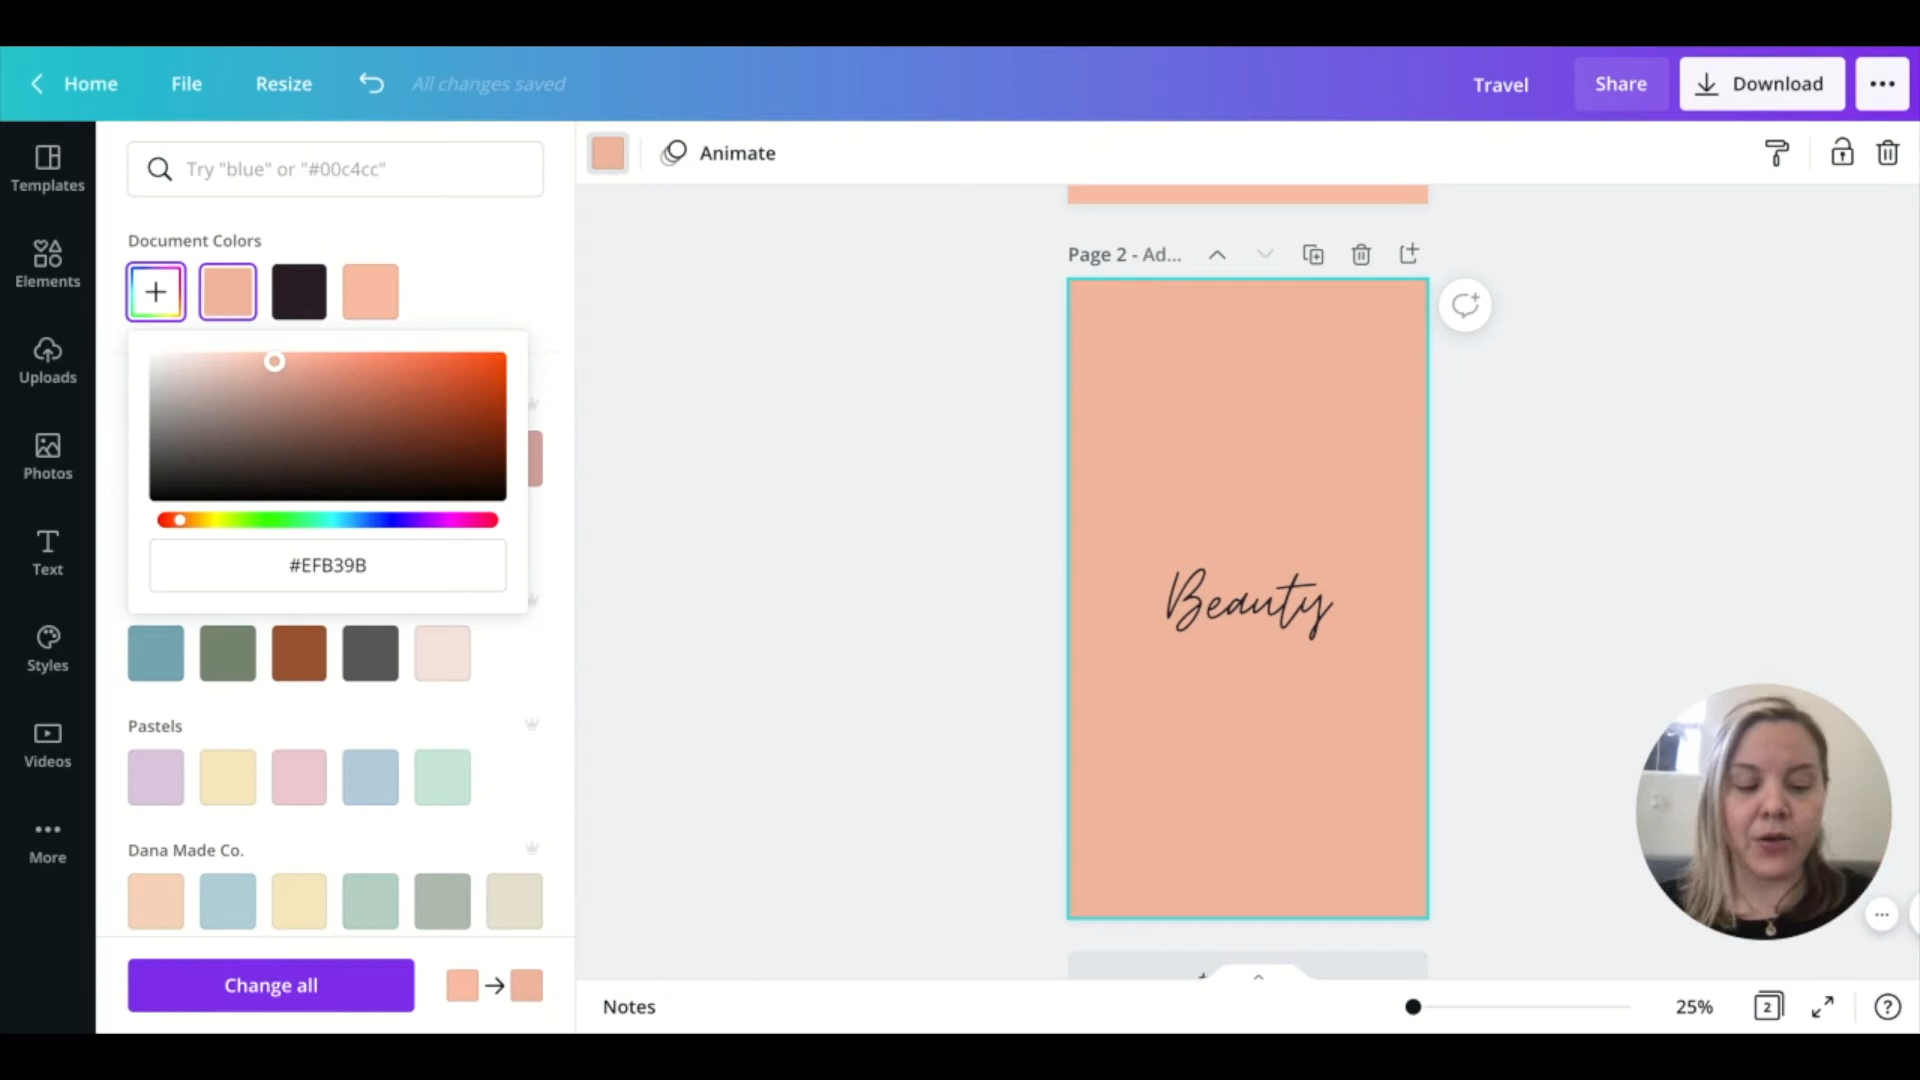 Home
File
Resize
All changes saved
Travel
Share
Download
Templates
Elements
Uploads
Photos
Text
Styles
Videos
More
Try "blue" or "#00c4cc"
Document Colors
#EFB39B
Pastels
Dana Made Co.
Change all
Animate
Page 2 - Ad...
Beauty
Notes
25%
2
?